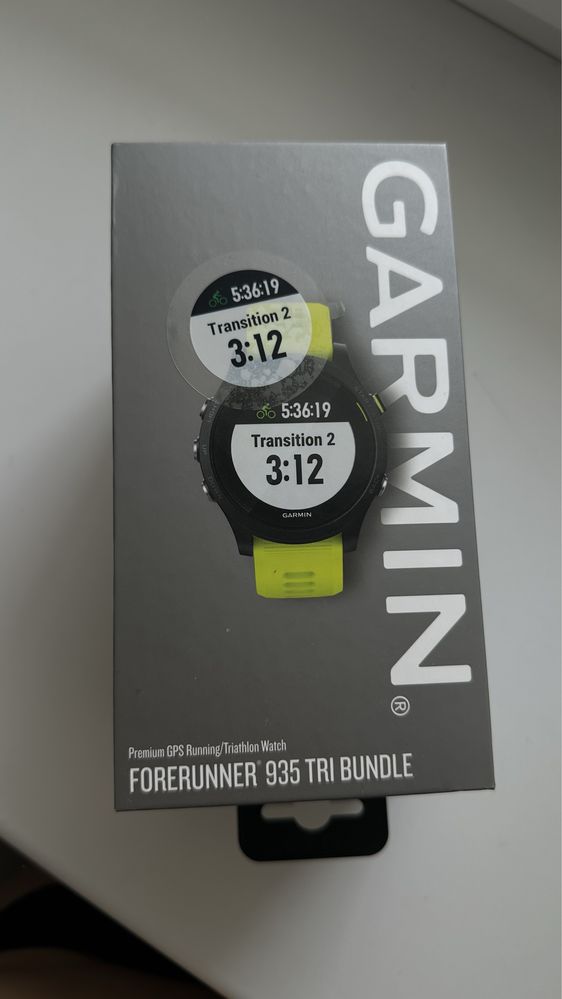 GARMIN®
5:36:19
Transition 2
3:12
5:36:19
Transition 2
3:12
GARMIN
Premium GPS Running/Triathlon Watch
FORERUNNER® 935 TRI BUNDLE